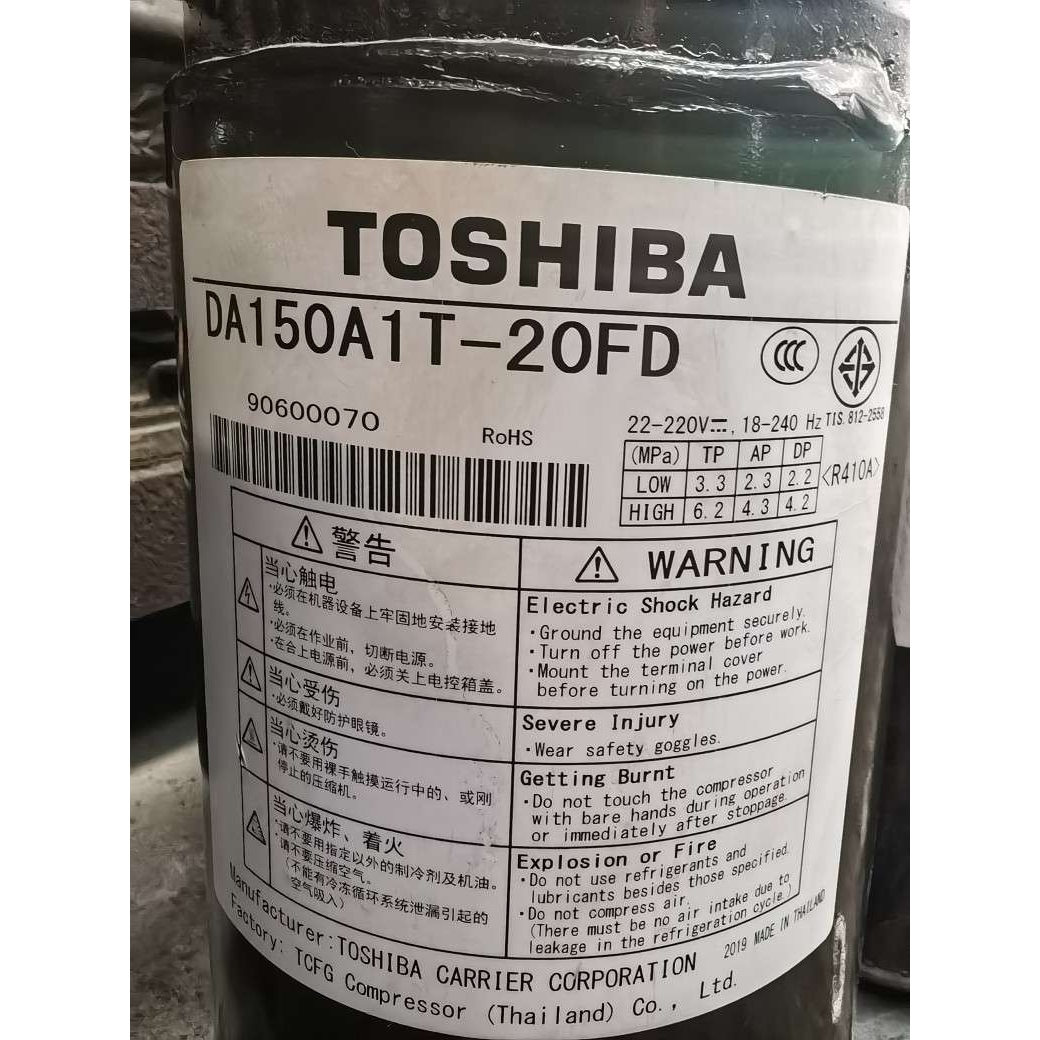 TOSHIBA
DA150A1T-20FD
90600070
RoHS
22-220V⎓, 18-240 Hz TIS.812-2558
(MPa) TP AP DP
LOW 3.3 2.3 2.2
HIGH 6.2 4.3 4.2
<R410A>
警告
当心触电
·必须在机器设备上牢固地安装接地
线。
·必须在作业前，切断电源。
·在合上电源前，必须关上电控箱盖。
当心受伤
·必须戴好防护眼镜。
当心烫伤
·请不要用裸手触摸运行中的、或刚
停止的压缩机。
当心爆炸、着火
·请不要用指定以外的制冷剂及机油。
·请不要压缩空气。
(不能有冷冻循环系统泄漏引起的
空气吸入)
WARNING
Electric Shock Hazard
·Ground the equipment securely.
·Turn off the power before work.
·Mount the terminal cover
before turning on the power.
Severe Injury
·Wear safety goggles.
Getting Burnt
·Do not touch the compressor
with bare hands during operation
or immediately after stoppage.
Explosion or Fire
·Do not use refrigerants and
lubricants besides those specified.
·Do not compress air.
(There must be no air intake due to
leakage in the refrigeration cycle.)
2019 MADE IN THAILAND
Manufacturer:TOSHIBA CARRIER CORPORATION
Factory: TCFG Compressor (Thailand) Co., Ltd.